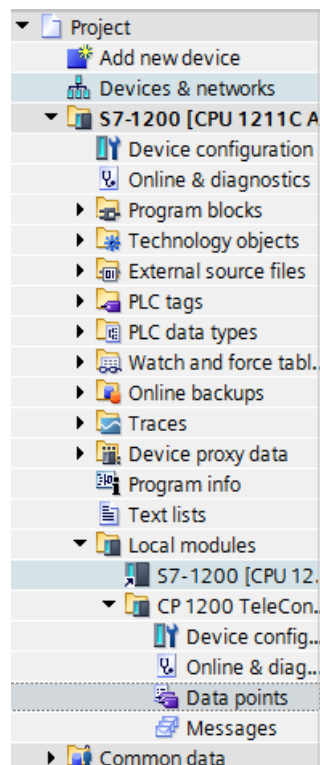 Project
Add new device
Devices & networks
S7-1200 [CPU 1211C A
Device configuration
Online & diagnostics
Program blocks
Technology objects
External source files
PLC tags
PLC data types
Watch and force tabl...
Online backups
Traces
Device proxy data
Program info
Text lists
Local modules
S7-1200 [CPU 12.
CP 1200 TeleCon..
Device config...
Online & diag...
Data points
Messages
Common data